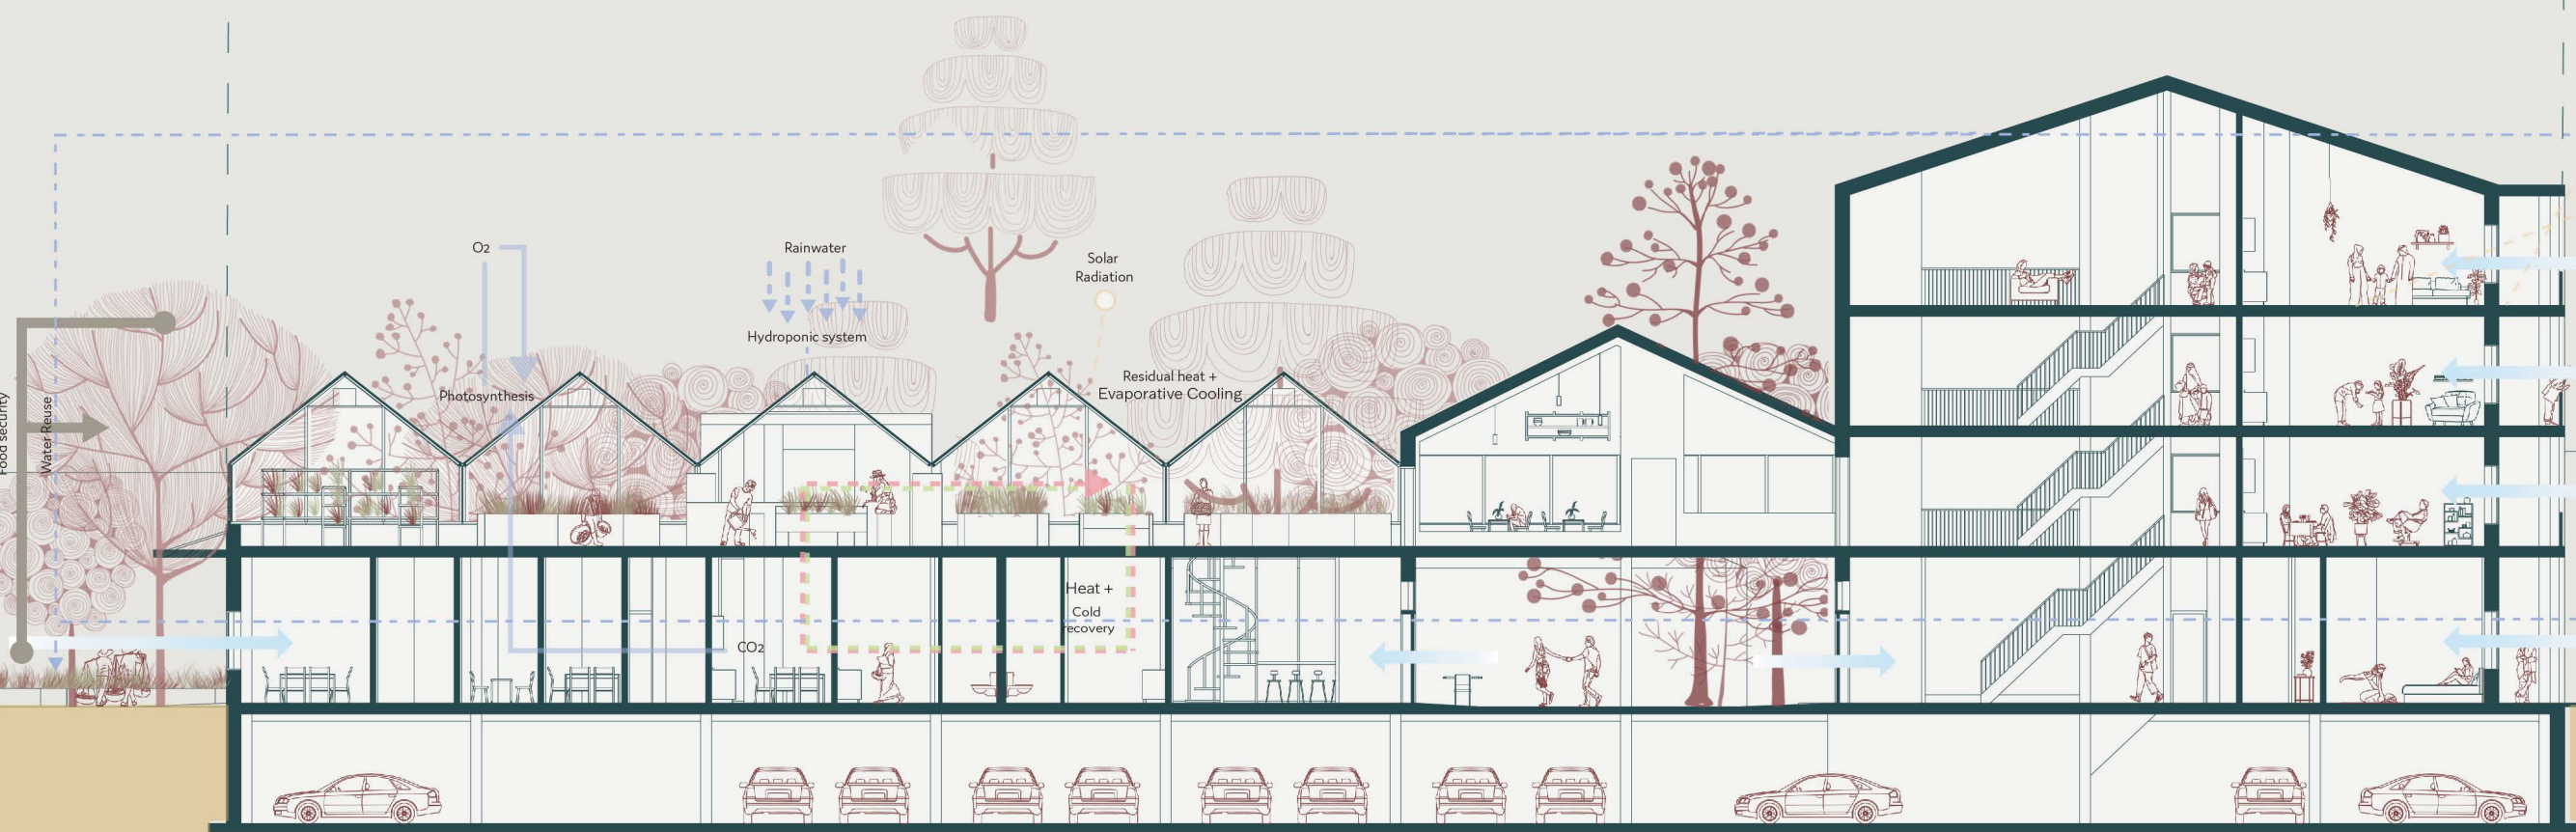 O2
Rainwater
Solar
Radiation
Hydroponic system
Photosynthesis
Residual heat +
Evaporative Cooling
Food security
Water Reuse
Heat +
Cold
recovery
CO2